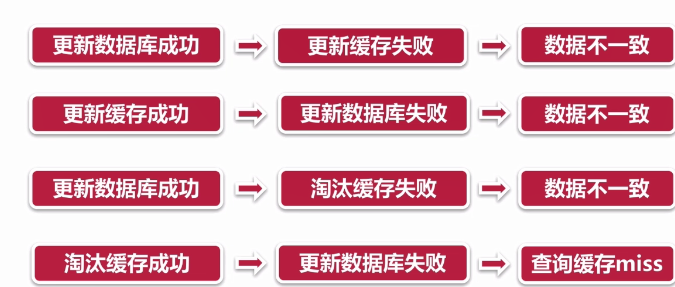 更新数据库成功 更新缓存失败 数据不一致
更新缓存成功 更新数据库失败 数据不一致
更新数据库成功 淘汰缓存失败 数据不一致
淘汰缓存成功 更新数据库失败 查询缓存miss